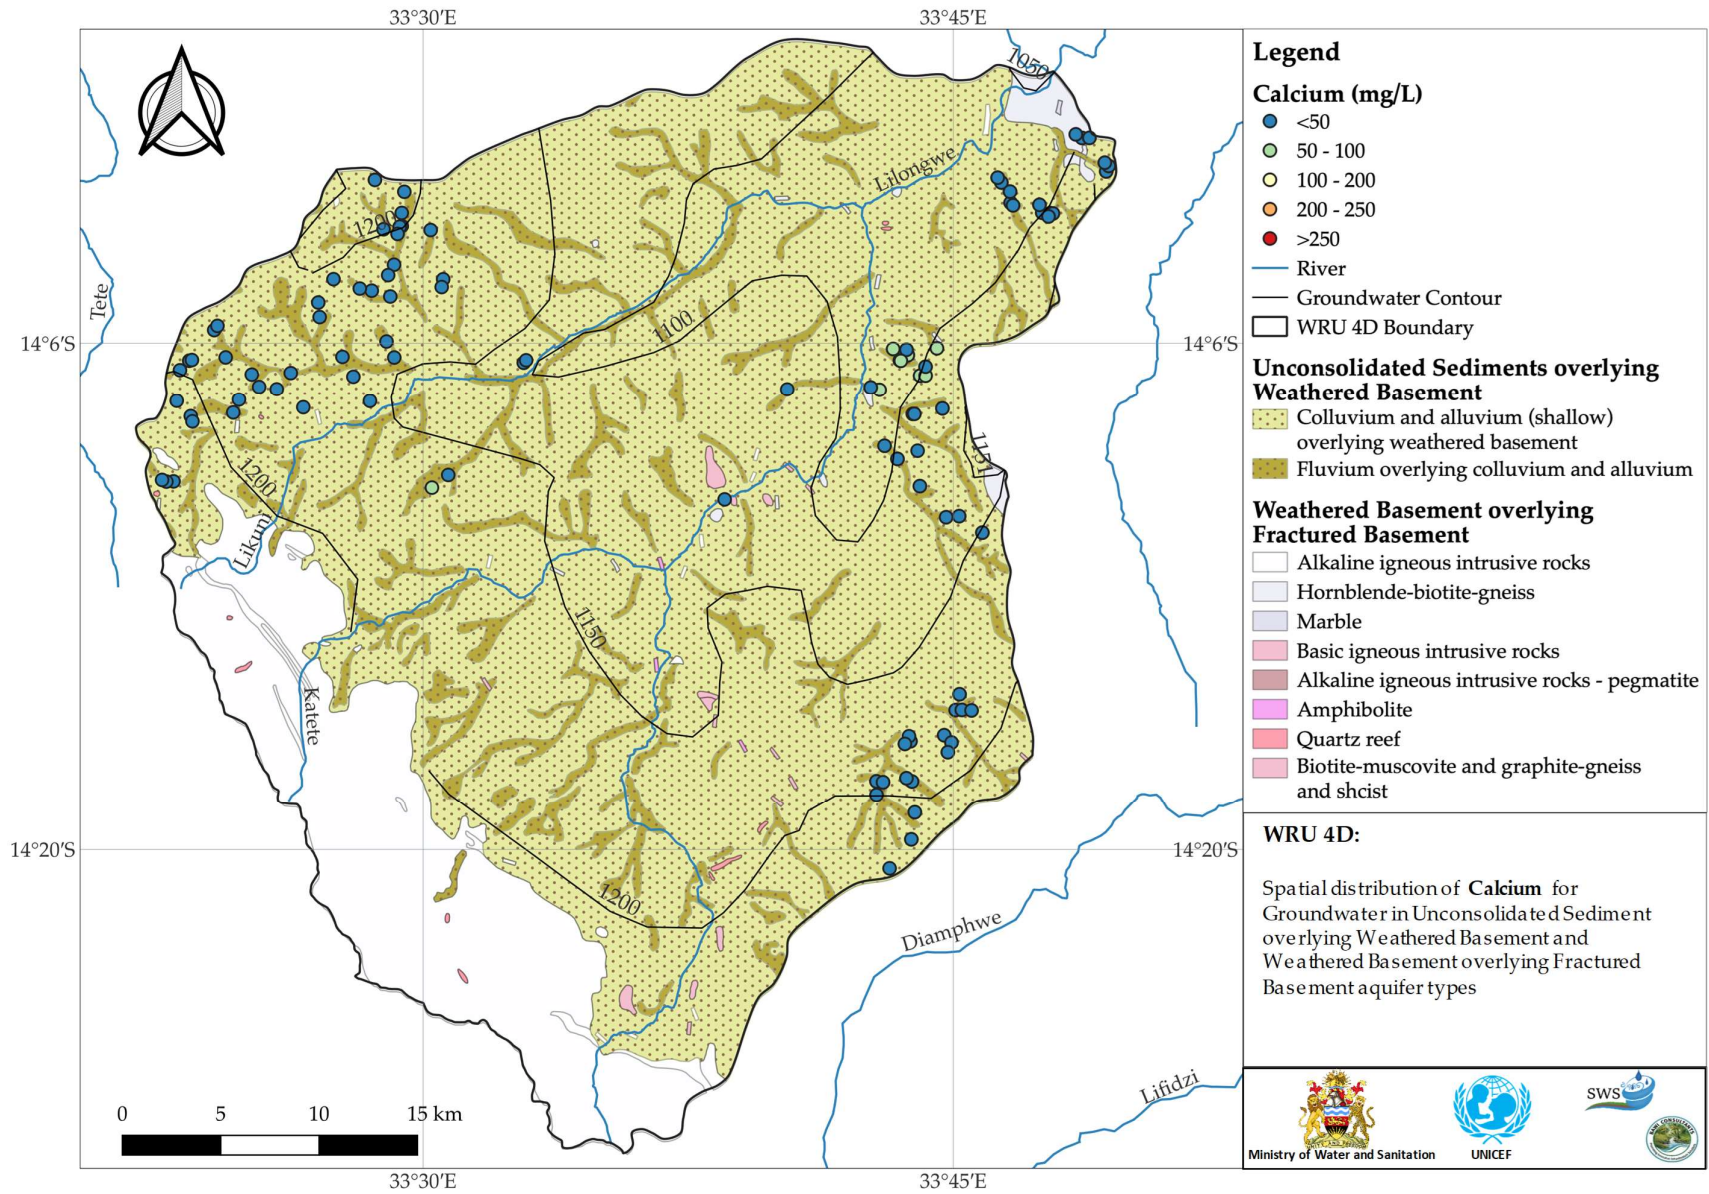 33°30′E
33°45′E
1050
Lilongwe
1200
Tete
1100
14°6′S
14°6′S
1151
1200
Likuni
1150
Katete
14°20′S
14°20′S
1200
Diamphwe
Lifidzi
0 5 10 15 km
33°30′E
33°45′E
Legend
Calcium (mg/L)
<50
50 - 100
100 - 200
200 - 250
>250
River
Groundwater Contour
WRU 4D Boundary
Unconsolidated Sediments overlying
Weathered Basement
Colluvium and alluvium (shallow)
overlying weathered basement
Fluvium overlying colluvium and alluvium
Weathered Basement overlying
Fractured Basement
Alkaline igneous intrusive rocks
Hornblende-biotite-gneiss
Marble
Basic igneous intrusive rocks
Alkaline igneous intrusive rocks - pegmatite
Amphibolite
Quartz reef
Biotite-muscovite and graphite-gneiss
and shcist
WRU 4D:
Spatial distribution of Calcium for
Groundwater in Unconsolidated Sediment
overlying Weathered Basement and
Weathered Basement overlying Fractured
Basement aquifer types
Ministry of Water and Sanitation
UNICEF
SWS